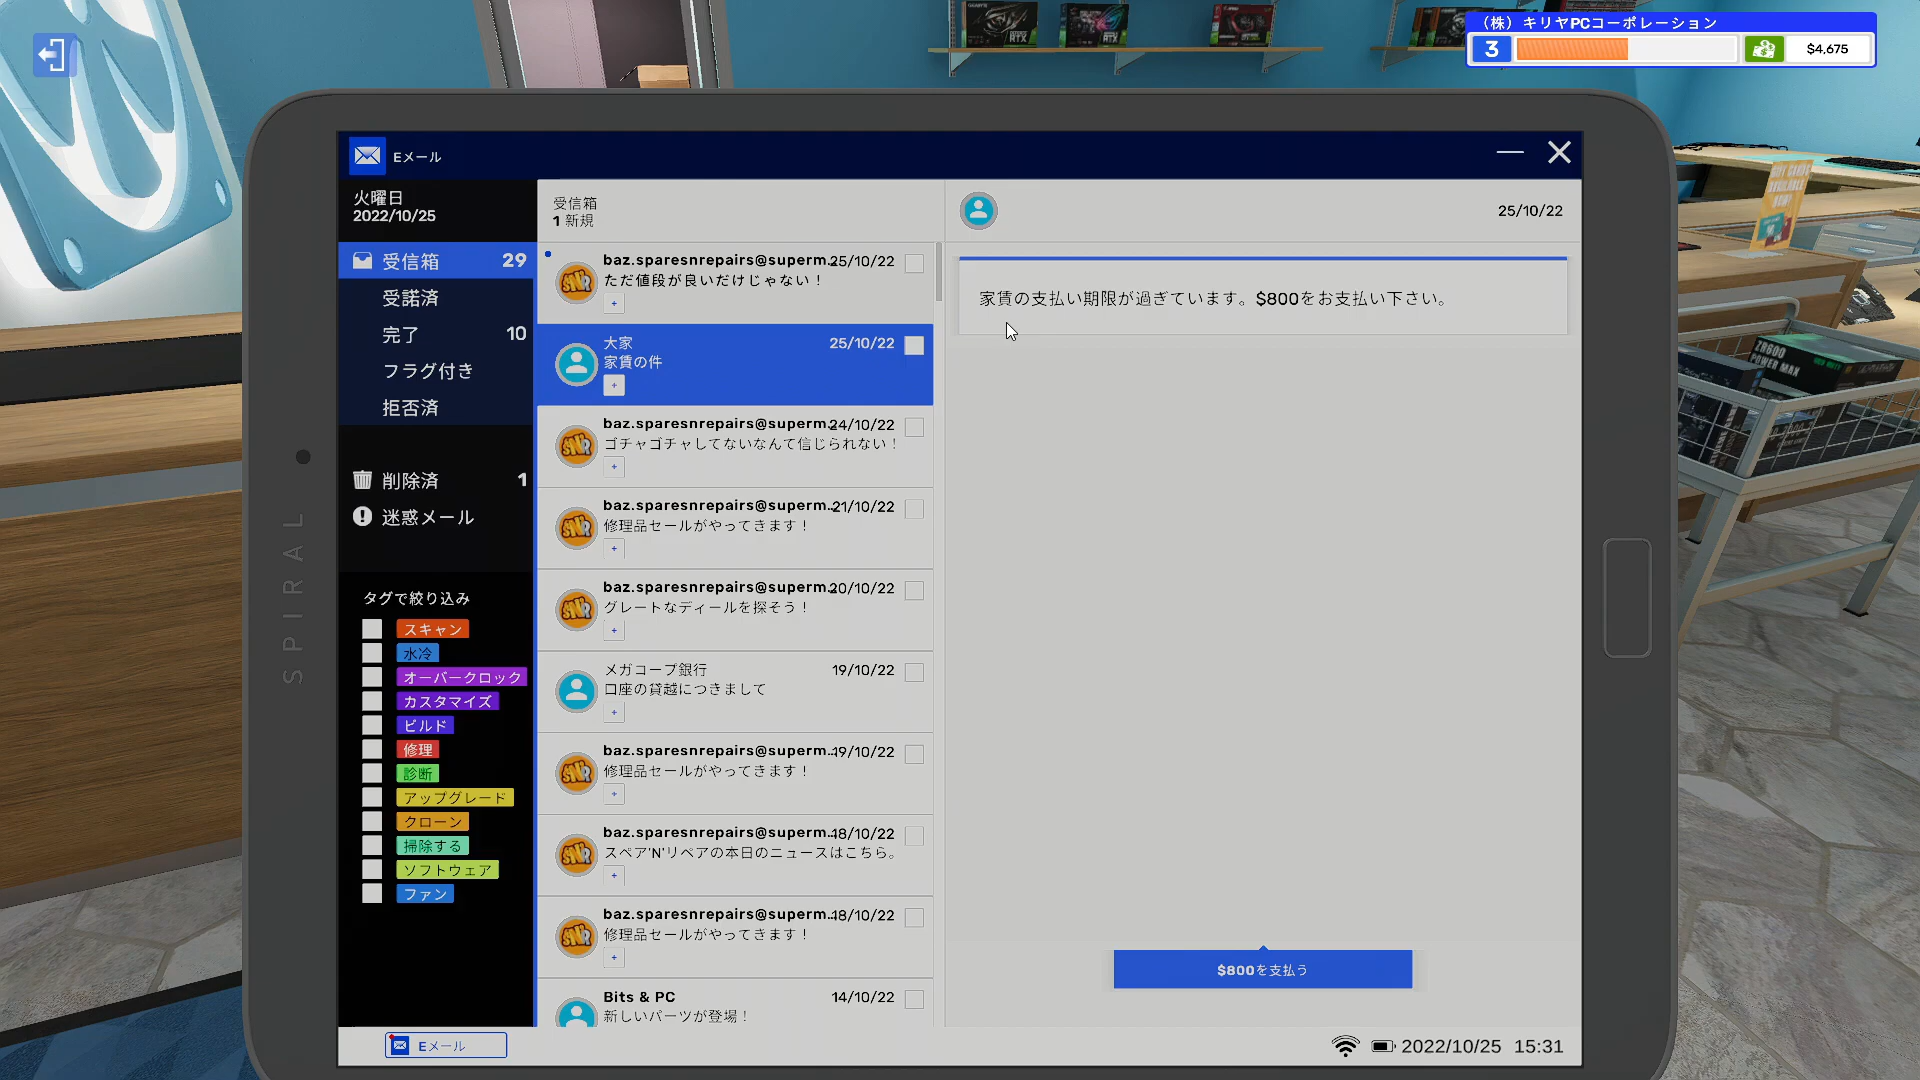 （株）キリヤPCコーポレーション
3
$4,675
Eメール
火曜日
2022/10/25
受信箱 29
受諾済
完了 10
フラグ付き
拒否済
削除済 1
迷惑メール
タグで絞り込み
スキャン
水冷
オーバークロック
カスタマイズ
ビルド
修理
診断
アップグレード
クローン
掃除する
ソフトウェア
ファン
受信箱
1 新規
baz.sparesnrepairs@superm... 25/10/22
ただ値段が良いだけじゃない！
+
大家 25/10/22
家賃の件
+
baz.sparesnrepairs@superm... 24/10/22
ゴチャゴチャしてないなんて信じられない！
+
baz.sparesnrepairs@superm... 21/10/22
修理品セールがやってきます！
+
baz.sparesnrepairs@superm... 20/10/22
グレートなディールを探そう！
+
メガコープ銀行 19/10/22
口座の貸越につきまして
+
baz.sparesnrepairs@superm... 19/10/22
修理品セールがやってきます！
+
baz.sparesnrepairs@superm... 18/10/22
スペア'N'リペアの本日のニュースはこちら。
+
baz.sparesnrepairs@superm... 18/10/22
修理品セールがやってきます！
+
Bits & PC 14/10/22
新しいパーツが登場！
25/10/22
家賃の支払い期限が過ぎています。$800をお支払い下さい。
$800を支払う
Eメール
2022/10/25 15:31
SPIRAL
ZB600
POWER MAX